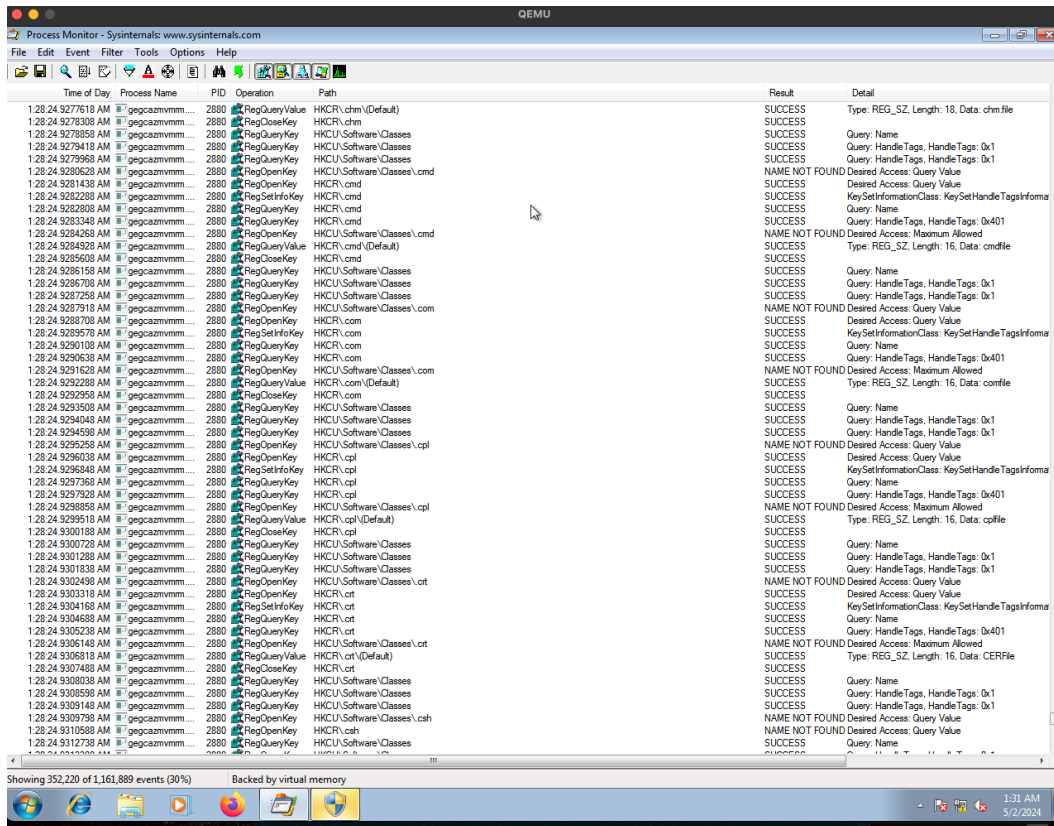 QEMU
Process Monitor - Sysinternals: www.sysinternals.com
File Edit Event Filter Tools Options Help
Time of Day Process Name PID Operation Path Result Detail
1:28:24.9277618 AM gegcazmvmm.... 2880 RegQueryValue HKCR\.chm\(Default) SUCCESS Type: REG_SZ, Length: 18, Data: chm.file
1:28:24.9278308 AM gegcazmvmm.... 2880 RegCloseKey HKCR\.chm SUCCESS
1:28:24.9278858 AM gegcazmvmm.... 2880 RegQueryKey HKCU\Software\Classes SUCCESS Query: Name
1:28:24.9279418 AM gegcazmvmm.... 2880 RegQueryKey HKCU\Software\Classes SUCCESS Query: HandleTags, HandleTags: 0x1
1:28:24.9279968 AM gegcazmvmm.... 2880 RegQueryKey HKCU\Software\Classes SUCCESS Query: HandleTags, HandleTags: 0x1
1:28:24.9280628 AM gegcazmvmm.... 2880 RegOpenKey HKCU\Software\Classes\.cmd NAME NOT FOUND Desired Access: Query Value
1:28:24.9281438 AM gegcazmvmm.... 2880 RegOpenKey HKCR\.cmd SUCCESS Desired Access: Query Value
1:28:24.9282288 AM gegcazmvmm.... 2880 RegSetInfoKey HKCR\.cmd SUCCESS KeySetInformationClass: KeySetHandleTagsInforma
1:28:24.9282808 AM gegcazmvmm.... 2880 RegQueryKey HKCR\.cmd SUCCESS Query: Name
1:28:24.9283348 AM gegcazmvmm.... 2880 RegQueryKey HKCR\.cmd SUCCESS Query: HandleTags, HandleTags: 0x401
1:28:24.9284268 AM gegcazmvmm.... 2880 RegOpenKey HKCU\Software\Classes\.cmd NAME NOT FOUND Desired Access: Maximum Allowed
1:28:24.9284928 AM gegcazmvmm.... 2880 RegQueryValue HKCR\.cmd\(Default) SUCCESS Type: REG_SZ, Length: 16, Data: cmdfile
1:28:24.9285608 AM gegcazmvmm.... 2880 RegCloseKey HKCR\.cmd SUCCESS
1:28:24.9286158 AM gegcazmvmm.... 2880 RegQueryKey HKCU\Software\Classes SUCCESS Query: Name
1:28:24.9286708 AM gegcazmvmm.... 2880 RegQueryKey HKCU\Software\Classes SUCCESS Query: HandleTags, HandleTags: 0x1
1:28:24.9287258 AM gegcazmvmm.... 2880 RegQueryKey HKCU\Software\Classes SUCCESS Query: HandleTags, HandleTags: 0x1
1:28:24.9287918 AM gegcazmvmm.... 2880 RegOpenKey HKCU\Software\Classes\.com NAME NOT FOUND Desired Access: Query Value
1:28:24.9288708 AM gegcazmvmm.... 2880 RegOpenKey HKCR\.com SUCCESS Desired Access: Query Value
1:28:24.9289578 AM gegcazmvmm.... 2880 RegSetInfoKey HKCR\.com SUCCESS KeySetInformationClass: KeySetHandleTagsInforma
1:28:24.9290108 AM gegcazmvmm.... 2880 RegQueryKey HKCR\.com SUCCESS Query: Name
1:28:24.9290638 AM gegcazmvmm.... 2880 RegQueryKey HKCR\.com SUCCESS Query: HandleTags, HandleTags: 0x401
1:28:24.9291628 AM gegcazmvmm.... 2880 RegOpenKey HKCU\Software\Classes\.com NAME NOT FOUND Desired Access: Maximum Allowed
1:28:24.9292288 AM gegcazmvmm.... 2880 RegQueryValue HKCR\.com\(Default) SUCCESS Type: REG_SZ, Length: 16, Data: comfile
1:28:24.9292958 AM gegcazmvmm.... 2880 RegCloseKey HKCR\.com SUCCESS
1:28:24.9293508 AM gegcazmvmm.... 2880 RegQueryKey HKCU\Software\Classes SUCCESS Query: Name
1:28:24.9294048 AM gegcazmvmm.... 2880 RegQueryKey HKCU\Software\Classes SUCCESS Query: HandleTags, HandleTags: 0x1
1:28:24.9294598 AM gegcazmvmm.... 2880 RegQueryKey HKCU\Software\Classes SUCCESS Query: HandleTags, HandleTags: 0x1
1:28:24.9295258 AM gegcazmvmm.... 2880 RegOpenKey HKCU\Software\Classes\.cpl NAME NOT FOUND Desired Access: Query Value
1:28:24.9296038 AM gegcazmvmm.... 2880 RegOpenKey HKCR\.cpl SUCCESS Desired Access: Query Value
1:28:24.9296848 AM gegcazmvmm.... 2880 RegSetInfoKey HKCR\.cpl SUCCESS KeySetInformationClass: KeySetHandleTagsInforma
1:28:24.9297368 AM gegcazmvmm.... 2880 RegQueryKey HKCR\.cpl SUCCESS Query: Name
1:28:24.9297928 AM gegcazmvmm.... 2880 RegQueryKey HKCR\.cpl SUCCESS Query: HandleTags, HandleTags: 0x401
1:28:24.9298858 AM gegcazmvmm.... 2880 RegOpenKey HKCU\Software\Classes\.cpl NAME NOT FOUND Desired Access: Maximum Allowed
1:28:24.9299518 AM gegcazmvmm.... 2880 RegQueryValue HKCR\.cpl\(Default) SUCCESS Type: REG_SZ, Length: 16, Data: cplfile
1:28:24.9300188 AM gegcazmvmm.... 2880 RegCloseKey HKCR\.cpl SUCCESS
1:28:24.9300728 AM gegcazmvmm.... 2880 RegQueryKey HKCU\Software\Classes SUCCESS Query: Name
1:28:24.9301288 AM gegcazmvmm.... 2880 RegQueryKey HKCU\Software\Classes SUCCESS Query: HandleTags, HandleTags: 0x1
1:28:24.9301838 AM gegcazmvmm.... 2880 RegQueryKey HKCU\Software\Classes SUCCESS Query: HandleTags, HandleTags: 0x1
1:28:24.9302498 AM gegcazmvmm.... 2880 RegOpenKey HKCU\Software\Classes\.crt NAME NOT FOUND Desired Access: Query Value
1:28:24.9303318 AM gegcazmvmm.... 2880 RegOpenKey HKCR\.crt SUCCESS Desired Access: Query Value
1:28:24.9304168 AM gegcazmvmm.... 2880 RegSetInfoKey HKCR\.crt SUCCESS KeySetInformationClass: KeySetHandleTagsInforma
1:28:24.9304688 AM gegcazmvmm.... 2880 RegQueryKey HKCR\.crt SUCCESS Query: Name
1:28:24.9305238 AM gegcazmvmm.... 2880 RegQueryKey HKCR\.crt SUCCESS Query: HandleTags, HandleTags: 0x401
1:28:24.9306148 AM gegcazmvmm.... 2880 RegOpenKey HKCU\Software\Classes\.crt NAME NOT FOUND Desired Access: Maximum Allowed
1:28:24.9306818 AM gegcazmvmm.... 2880 RegQueryValue HKCR\.crt\(Default) SUCCESS Type: REG_SZ, Length: 16, Data: CERFile
1:28:24.9307488 AM gegcazmvmm.... 2880 RegCloseKey HKCR\.crt SUCCESS
1:28:24.9308038 AM gegcazmvmm.... 2880 RegQueryKey HKCU\Software\Classes SUCCESS Query: Name
1:28:24.9308598 AM gegcazmvmm.... 2880 RegQueryKey HKCU\Software\Classes SUCCESS Query: HandleTags, HandleTags: 0x1
1:28:24.9309148 AM gegcazmvmm.... 2880 RegQueryKey HKCU\Software\Classes SUCCESS Query: HandleTags, HandleTags: 0x1
1:28:24.9309798 AM gegcazmvmm.... 2880 RegOpenKey HKCU\Software\Classes\.csh NAME NOT FOUND Desired Access: Query Value
1:28:24.9310588 AM gegcazmvmm.... 2880 RegOpenKey HKCR\.csh NAME NOT FOUND Desired Access: Query Value
1:28:24.9312738 AM gegcazmvmm.... 2880 RegQueryKey HKCU\Software\Classes SUCCESS Query: Name
Showing 352,220 of 1,161,889 events (30%) Backed by virtual memory
1:31 AM
5/2/2024